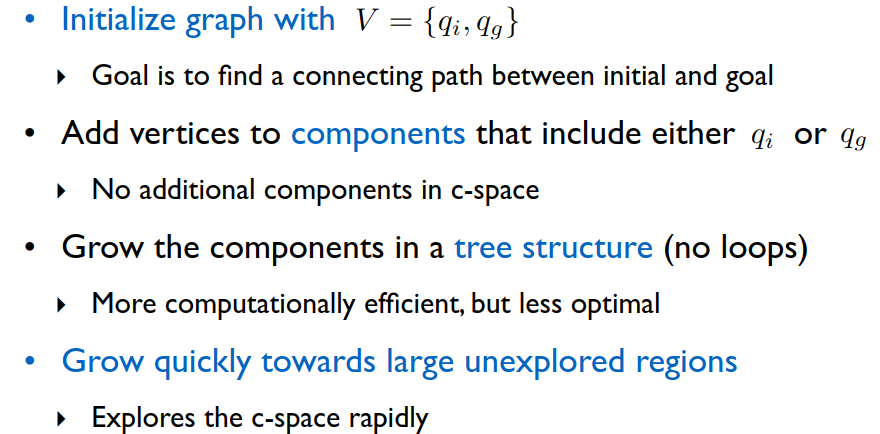 • Initialize graph with V = {qᵢ, q_g}
‣ Goal is to find a connecting path between initial and goal
• Add vertices to components that include either qᵢ or q_g
‣ No additional components in c-space
• Grow the components in a tree structure (no loops)
‣ More computationally efficient, but less optimal
• Grow quickly towards large unexplored regions
‣ Explores the c-space rapidly